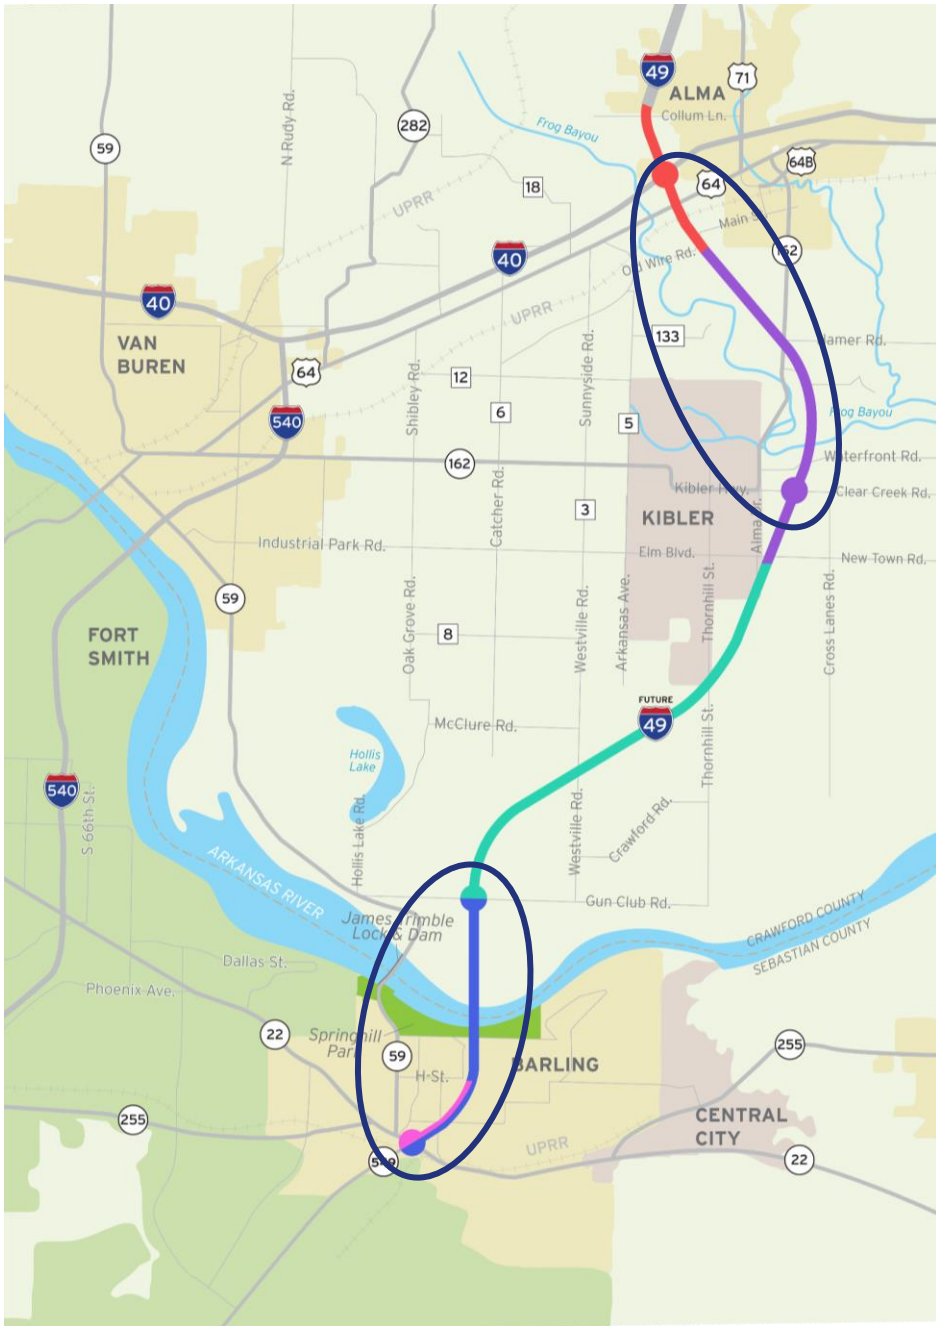 49
71
ALMA
Collum Ln.
282
Frog Bayou
59
N Rudy Rd.
64B
18
64
UPRR
Main S
162
40
Old Wire Rd.
40
UPRR
133
Hamer Rd.
VAN
BUREN
64
Shibley Rd.
12
Sunnyside Rd.
6
540
5
Frog Bayou
162
Waterfront Rd.
Kibler Hwy.
Clear Creek Rd.
Catcher Rd.
3
KIBLER
Alma Dr.
Industrial Park Rd.
Elm Blvd.
New Town Rd.
59
Oak Grove Rd.
Westville Rd.
Arkansas Ave.
Thornhill St.
Cross Lanes Rd.
FORT
SMITH
8
FUTURE
49
McClure Rd.
Thornhill St.
Hollis
Lake
540
S 66th St.
Hollis Lake Rd.
Westville Rd.
Crawford Rd.
ARKANSAS RIVER
Gun Club Rd.
James Trimble
Lock & Dam
CRAWFORD COUNTY
SEBASTIAN COUNTY
Dallas St.
Phoenix Ave.
22
Springhill
Park
59
255
H-St.
BARLING
255
CENTRAL
CITY
UPRR
22